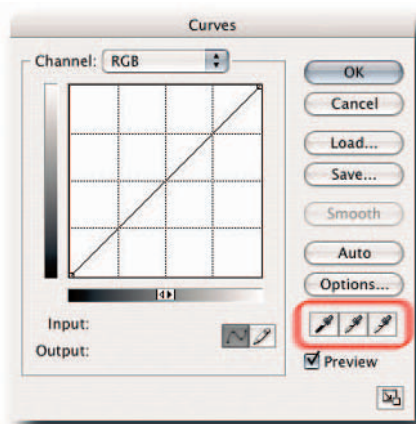 Curves
Channel: RGB
OK
Cancel
Load...
Save...
Smooth
Auto
Options...
Input:
Output:
Preview